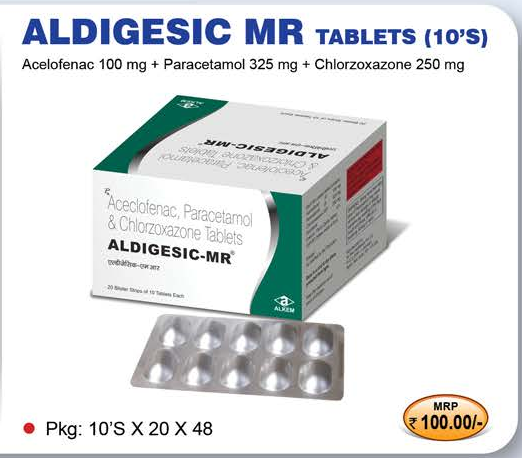 ALDIGESIC MR TABLETS (10'S)
Acelofenac 100 mg + Paracetamol 325 mg + Chlorzoxazone 250 mg
Aceclofenac, Paracetamol
& Chlorzoxazone Tablets
ALDIGESIC-MR®
Aceclofenac, Paracetamol
& Chlorzoxazone Tablets
ALDIGESIC-MR®
एल्डीजेसिक-एम आर
20 Blister Strips of 10 Tablets Each
ALKEM
Pkg: 10'S X 20 X 48
MRP
₹ 100.00/-